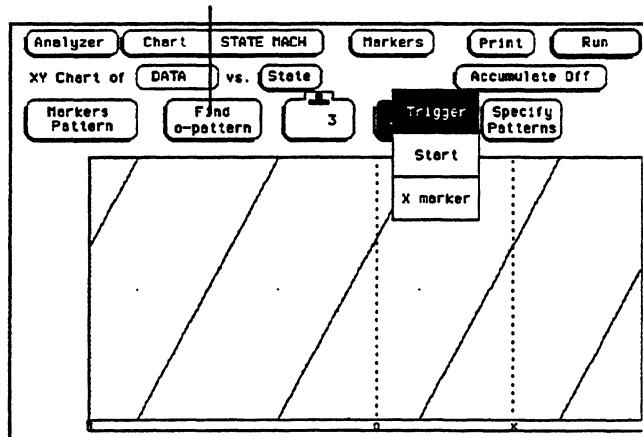 Analyzer Chart STATE MACH Markers Print Run
XY Chart of DATA vs. State Accumulate Off
Markers Pattern
Find o-pattern
3
Trigger
Specify Patterns
Start
X marker
o x